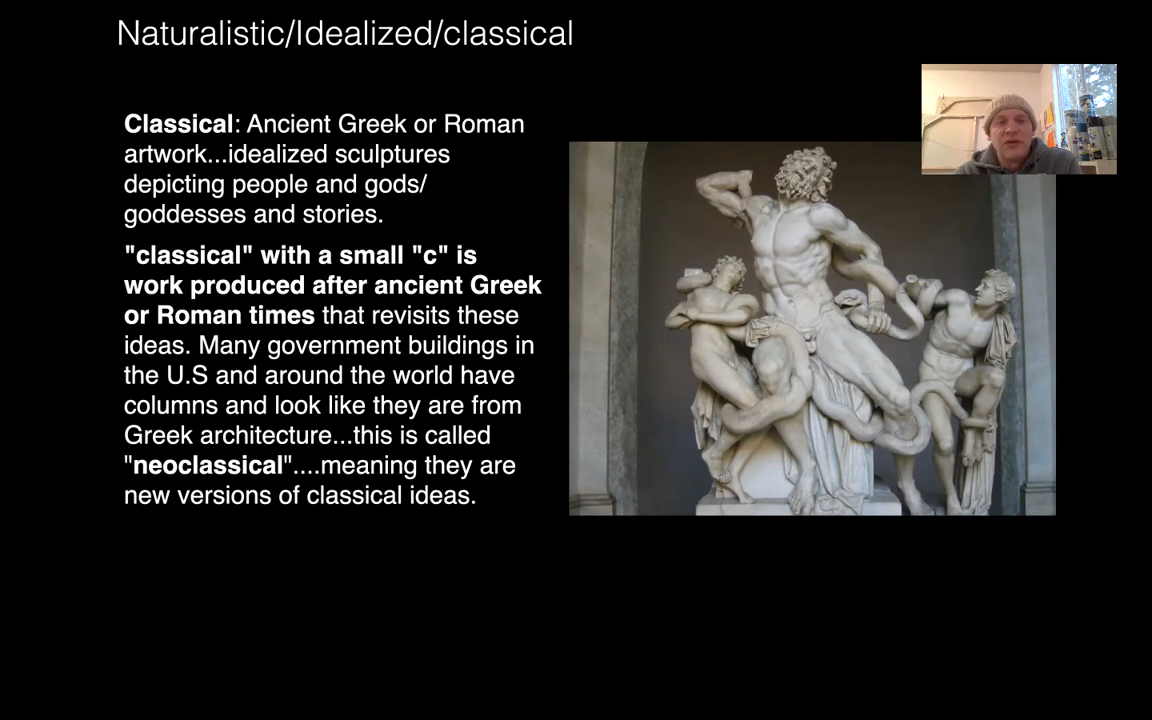 Naturalistic/Idealized/classical
Classical: Ancient Greek or Roman
artwork...idealized sculptures
depicting people and gods/
goddesses and stories.
"classical" with a small "c" is
work produced after ancient Greek
or Roman times that revisits these
ideas. Many government buildings in
the U.S and around the world have
columns and look like they are from
Greek architecture...this is called
"neoclassical"....meaning they are
new versions of classical ideas.